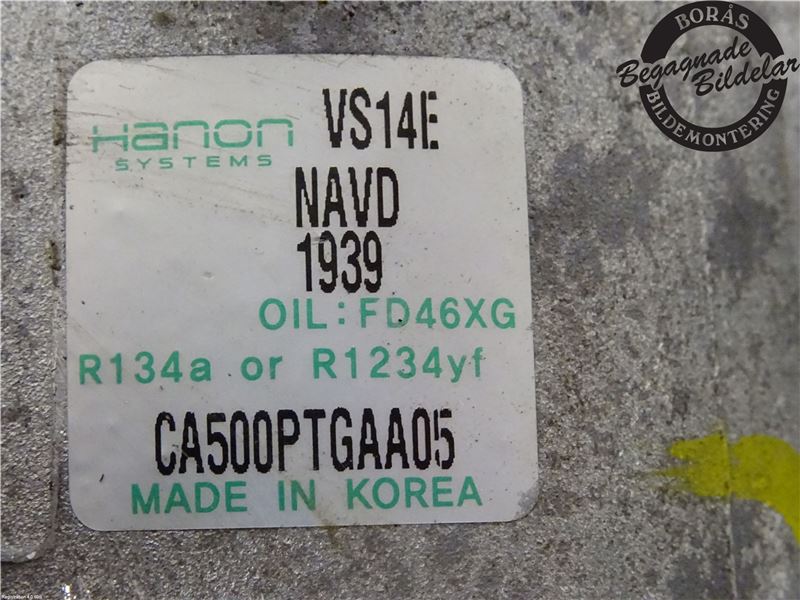 Hanon VS14E
SYSTEMS
NAVD
1939
OIL: FD46XG
R134a or R1234yf
CA500PTGAA05
MADE IN KOREA
BORÅS
Begagnade
Bildelar
BILDEMONTERING